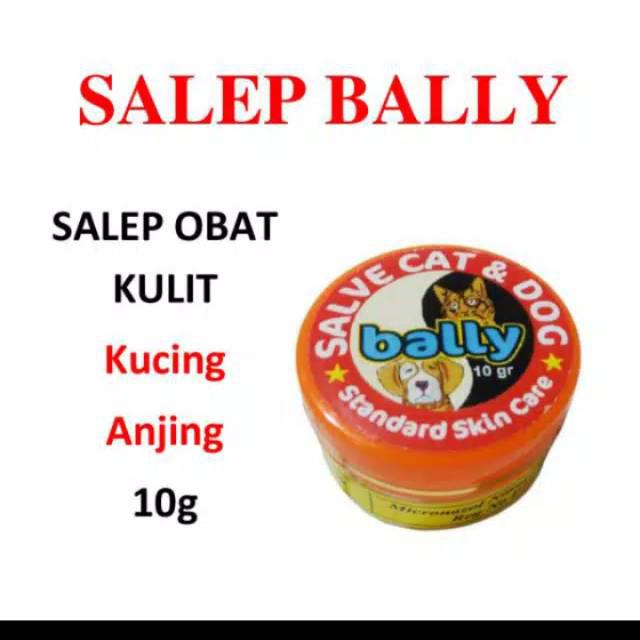 SALEP BALLY
SALEP OBAT
KULIT
Kucing
Anjing
10g
SALVE CAT & DOG
bally
10 gr
Standard Skin Care